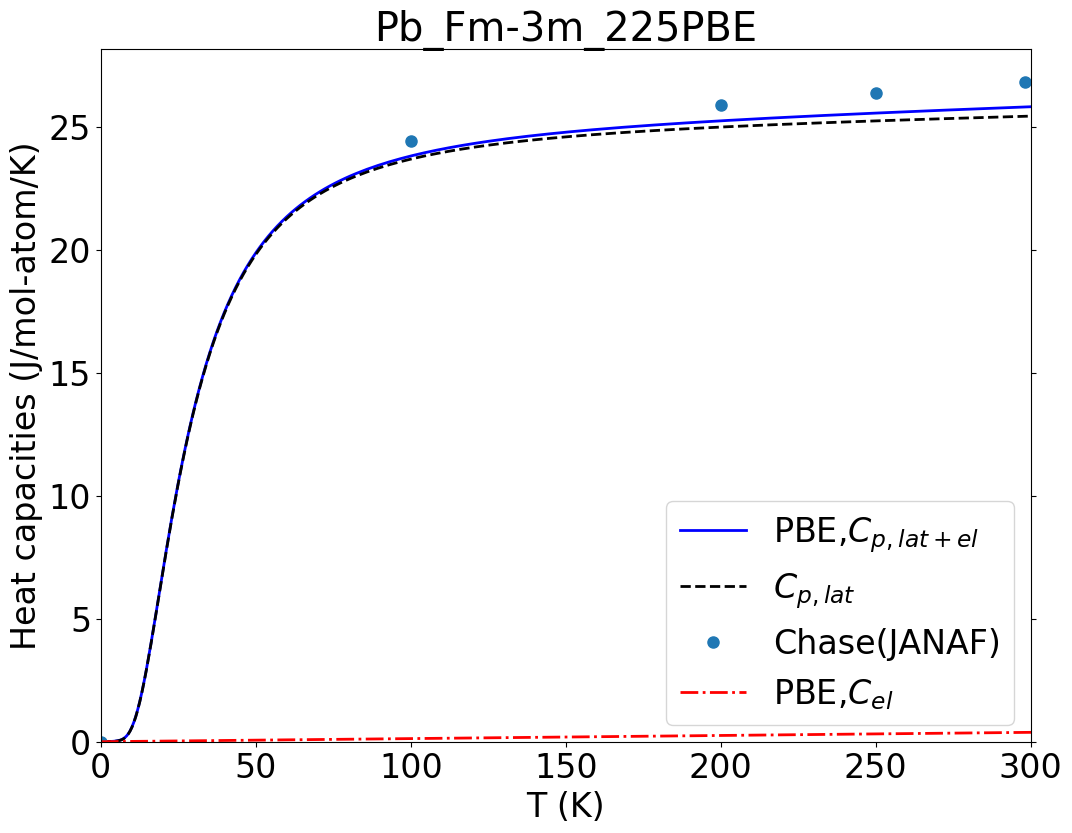 Pb_Fm-3m_225PBE
Heat capacities (J/mol-atom/K)
25
20
15
10
5
0
PBE,C_{p,lat+el}
C_{p,lat}
Chase(JANAF)
PBE,C_{el}
0 50 100 150 200 250 300
T (K)